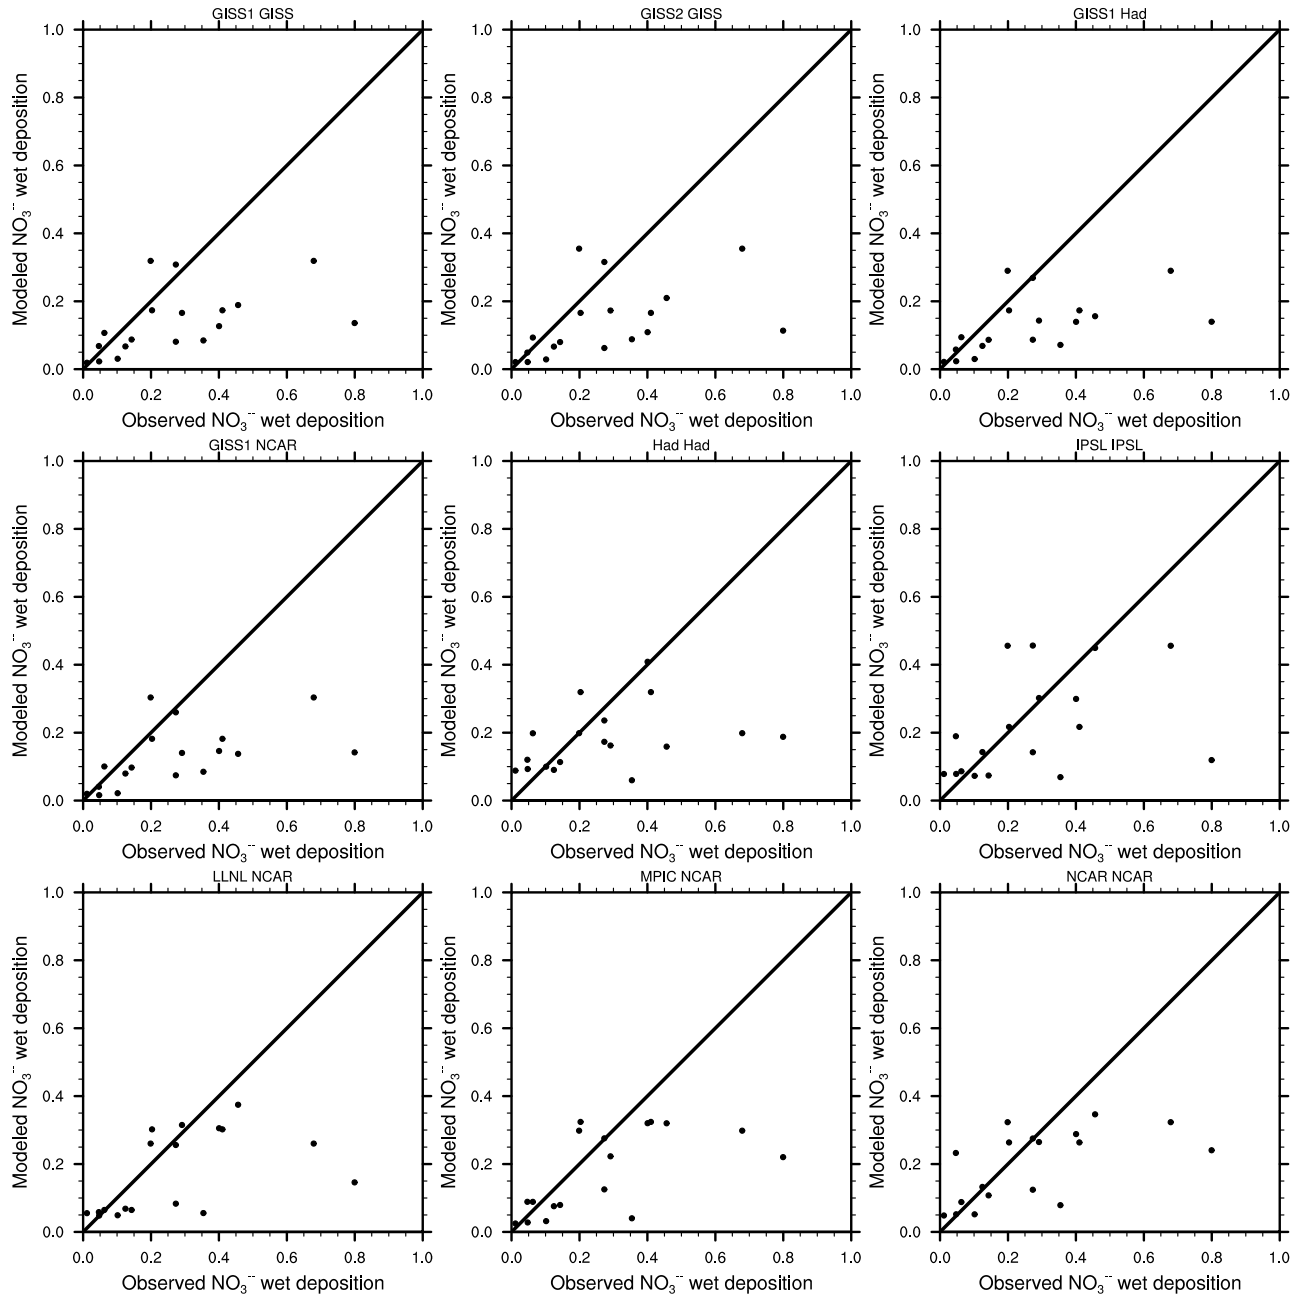 GISS1 GISS
1.0
0.8
0.6
0.4
0.2
0.0
Modeled NO3-- wet deposition
0.0 0.2 0.4 0.6 0.8 1.0
Observed NO3-- wet deposition
GISS2 GISS
1.0
0.8
0.6
0.4
0.2
0.0
Modeled NO3-- wet deposition
0.0 0.2 0.4 0.6 0.8 1.0
Observed NO3-- wet deposition
GISS1 Had
1.0
0.8
0.6
0.4
0.2
0.0
Modeled NO3-- wet deposition
0.0 0.2 0.4 0.6 0.8 1.0
Observed NO3-- wet deposition
GISS1 NCAR
1.0
0.8
0.6
0.4
0.2
0.0
Modeled NO3-- wet deposition
0.0 0.2 0.4 0.6 0.8 1.0
Observed NO3-- wet deposition
Had Had
1.0
0.8
0.6
0.4
0.2
0.0
Modeled NO3-- wet deposition
0.0 0.2 0.4 0.6 0.8 1.0
Observed NO3-- wet deposition
IPSL IPSL
1.0
0.8
0.6
0.4
0.2
0.0
Modeled NO3-- wet deposition
0.0 0.2 0.4 0.6 0.8 1.0
Observed NO3-- wet deposition
LLNL NCAR
1.0
0.8
0.6
0.4
0.2
0.0
Modeled NO3-- wet deposition
0.0 0.2 0.4 0.6 0.8 1.0
Observed NO3-- wet deposition
MPIC NCAR
1.0
0.8
0.6
0.4
0.2
0.0
Modeled NO3-- wet deposition
0.0 0.2 0.4 0.6 0.8 1.0
Observed NO3-- wet deposition
NCAR NCAR
1.0
0.8
0.6
0.4
0.2
0.0
Modeled NO3-- wet deposition
0.0 0.2 0.4 0.6 0.8 1.0
Observed NO3-- wet deposition